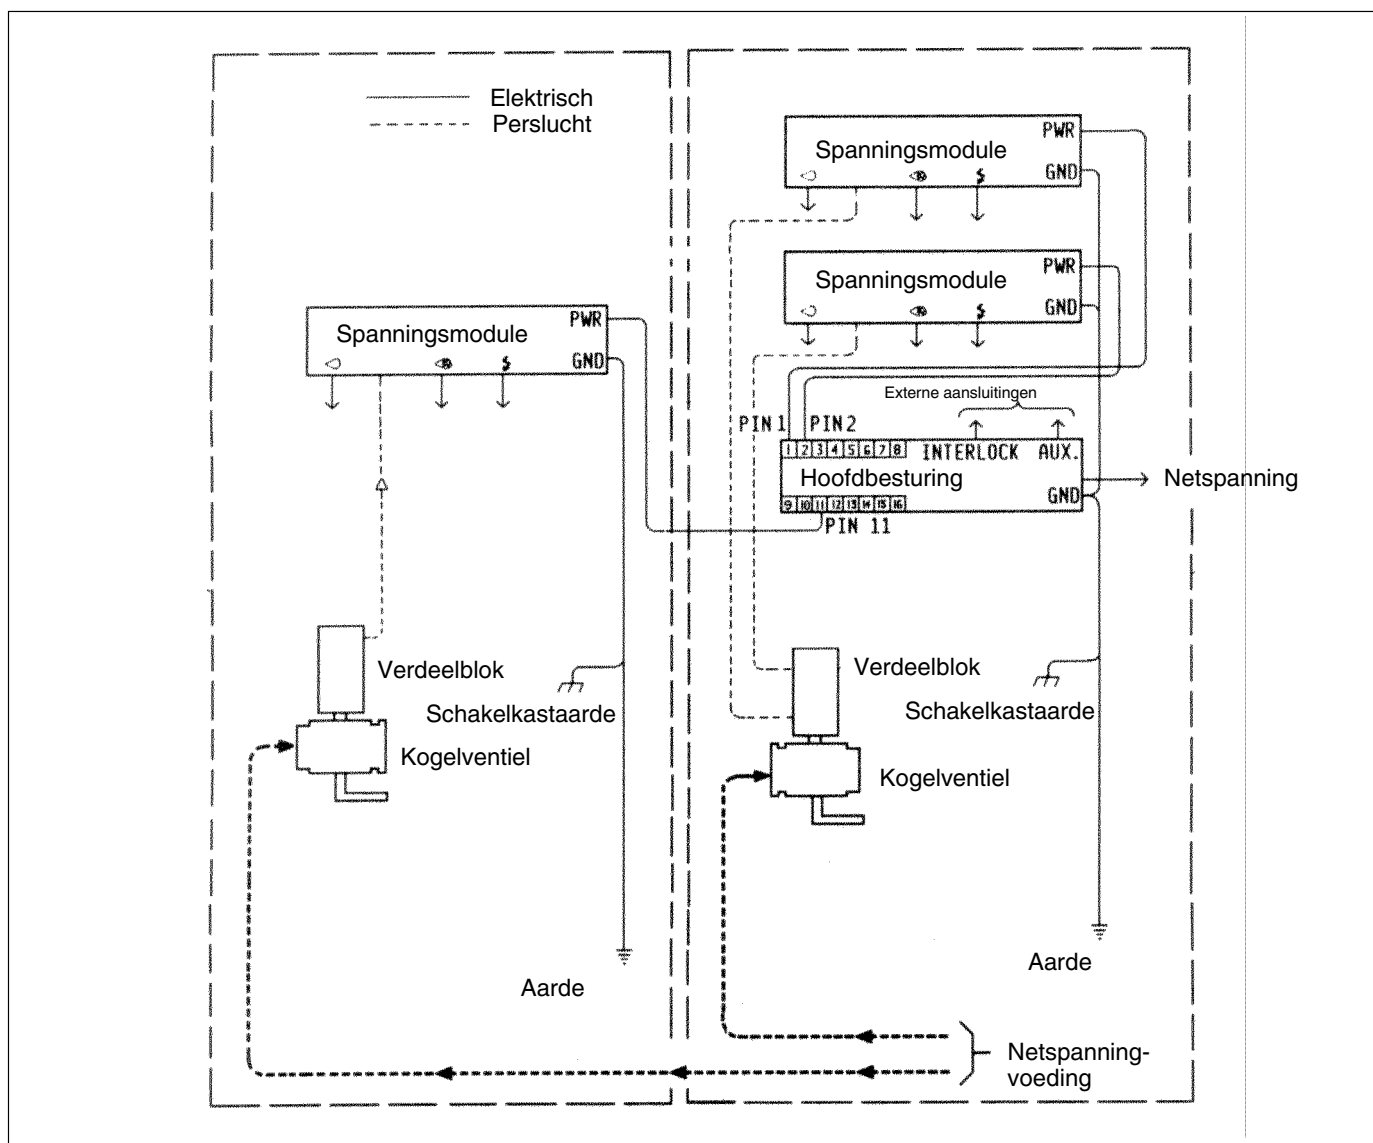 Elektrisch
Perslucht
Spanningsmodule
PWR
GND
Verdeelblok
Schakelkastaarde
Kogelventiel
Aarde
Spanningsmodule
PWR
GND
Spanningsmodule
PWR
GND
Externe aansluitingen
PIN 1
PIN 2
1 2 3 4 5 6 7 8
INTERLOCK
AUX.
Hoofdbesturing
GND
Netspanning
9 10 11 12 13 14 15 16
PIN 11
Verdeelblok
Schakelkastaarde
Kogelventiel
Aarde
Netspanning-
voeding